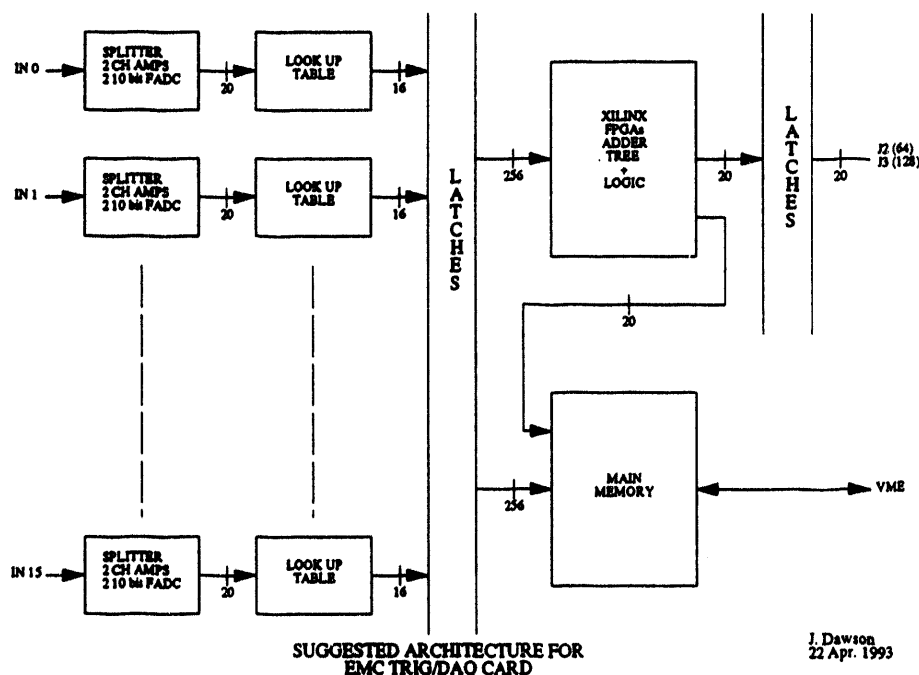 IN 0
SPLITTER
2 CH AMPS
2 10 bit FADC
20
LOOK UP
TABLE
16
IN 1
SPLITTER
2 CH AMPS
2 10 bit FADC
20
LOOK UP
TABLE
16
IN 15
SPLITTER
2 CH AMPS
2 10 bit FADC
20
LOOK UP
TABLE
16
LATCHES
256
XILINX
FPGAs
ADDER
TREE
+
LOGIC
20
LATCHES
20
J2 (64)
J3 (128)
20
256
MAIN
MEMORY
VME
SUGGESTED ARCHITECTURE FOR
EMC TRIG/DAQ CARD
J. Dawson
22 Apr. 1993